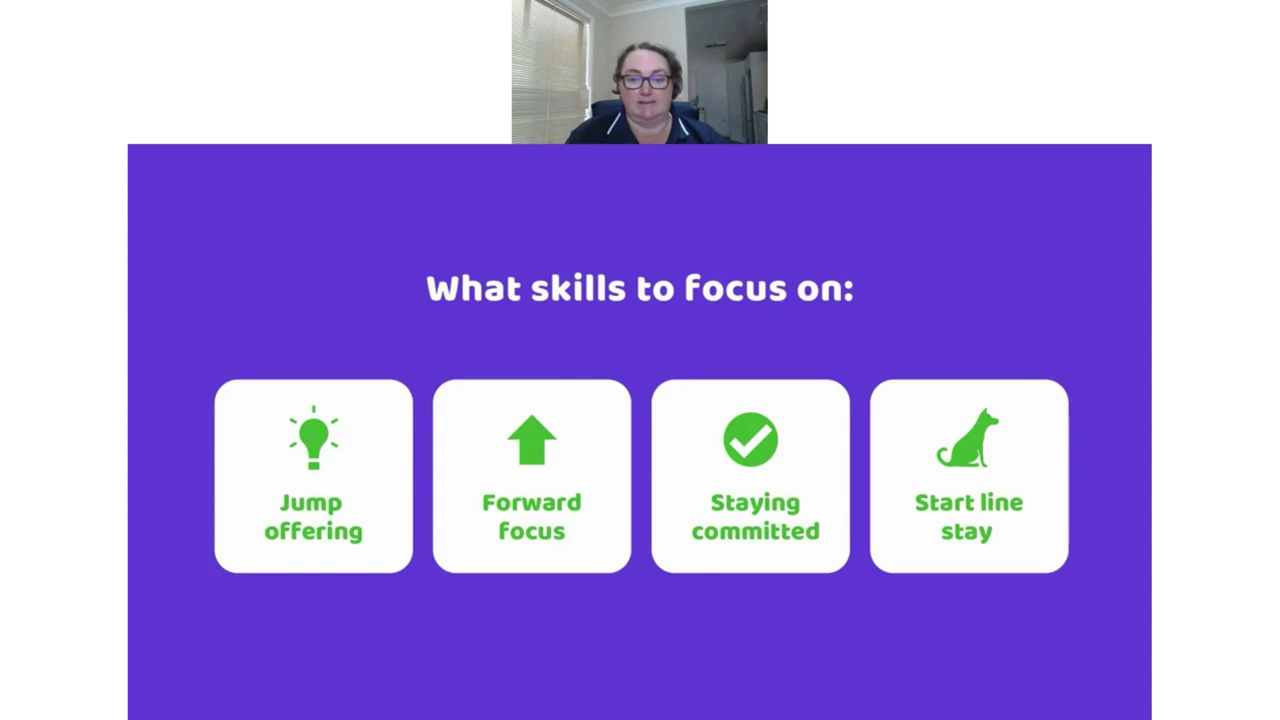 What skills to focus on:
Jump
offering
Forward
focus
Staying
committed
Start line
stay